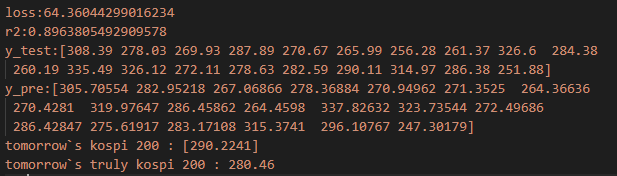 loss:64.36044299016234
r2:0.8963805492909578
y_test:[308.39 278.03 269.93 287.89 270.67 265.99 256.28 261.37 326.6  284.38
260.19 335.49 326.12 272.11 278.63 282.59 290.11 314.97 286.38 251.88]
y_pre:[305.70554 282.95218 267.06866 278.36884 270.94962 271.3525  264.36636
270.4281  319.97647 286.45862 264.4598  337.82632 323.73544 272.49686
286.42847 275.61917 283.17108 315.3741  296.10767 247.30179]
tomorrow`s kospi 200 : [290.2241]
tomorrow`s truly kospi 200 : 280.46